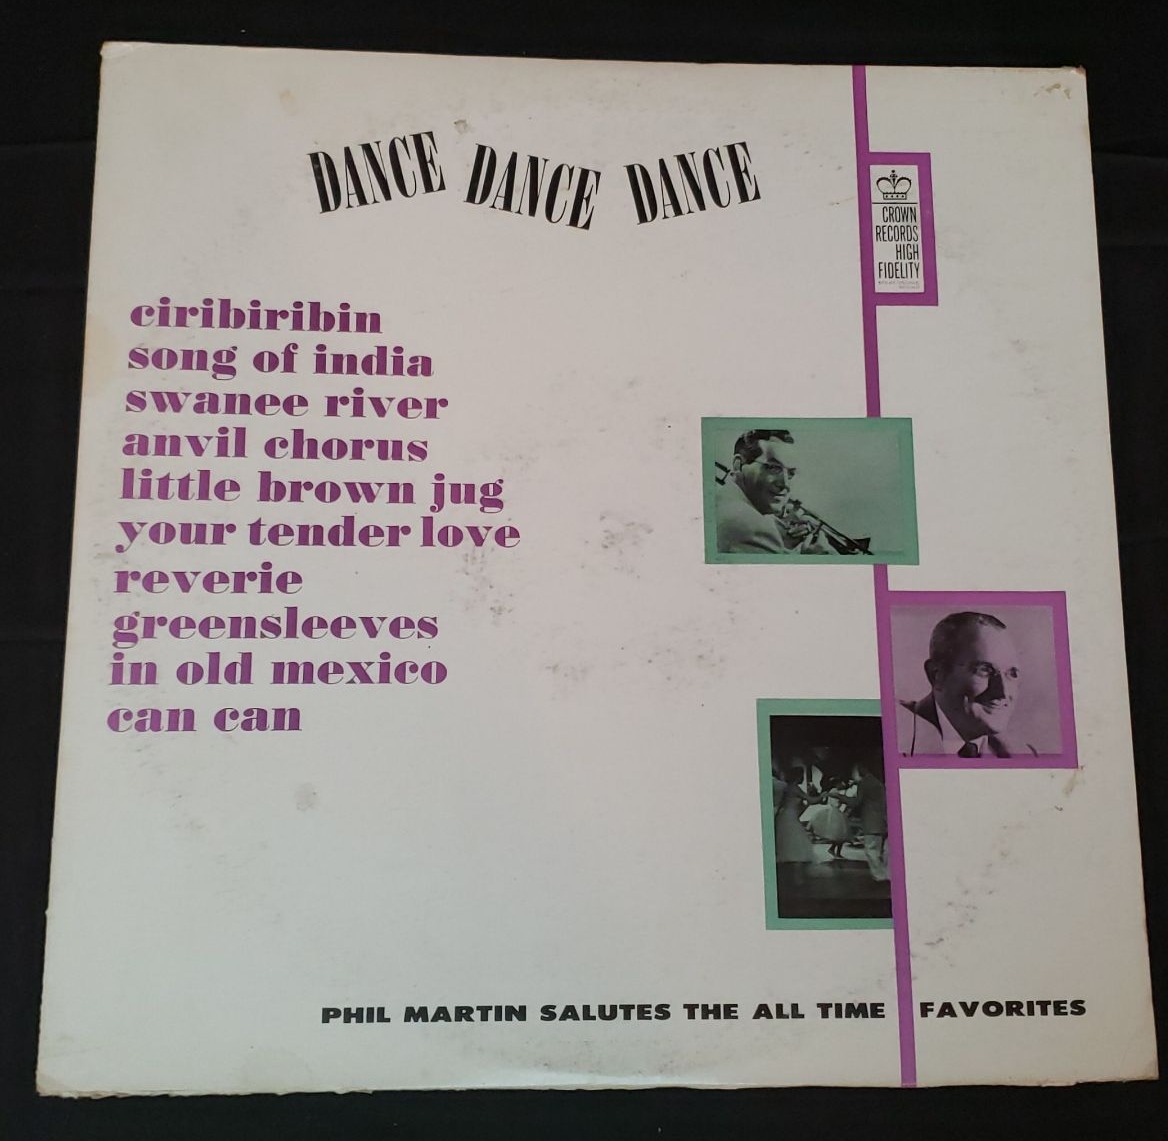 DANCE DANCE DANCE
CROWN
RECORDS
HIGH
FIDELITY
ciribiribin
song of india
swanee river
anvil chorus
little brown jug
your tender love
reverie
greensleeves
in old mexico
can can
PHIL MARTIN SALUTES THE ALL TIME FAVORITES